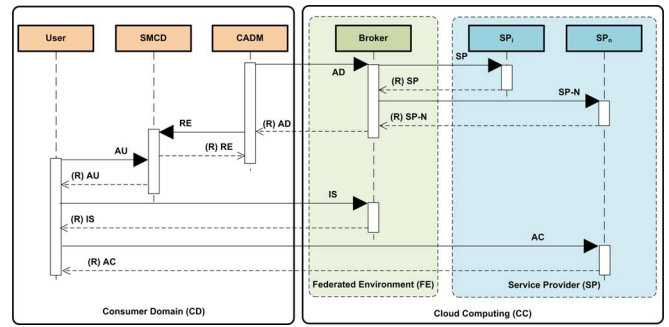 User
SMCD
CADM
Broker
SPi
SPn
AD
SP
(R) SP
SP-N
(R) SP-N
(R) AD
RE
(R) RE
AU
(R) AU
IS
(R) IS
AC
(R) AC
Federated Environment (FE)
Service Provider (SP)
Consumer Domain (CD)
Cloud Computing (CC)